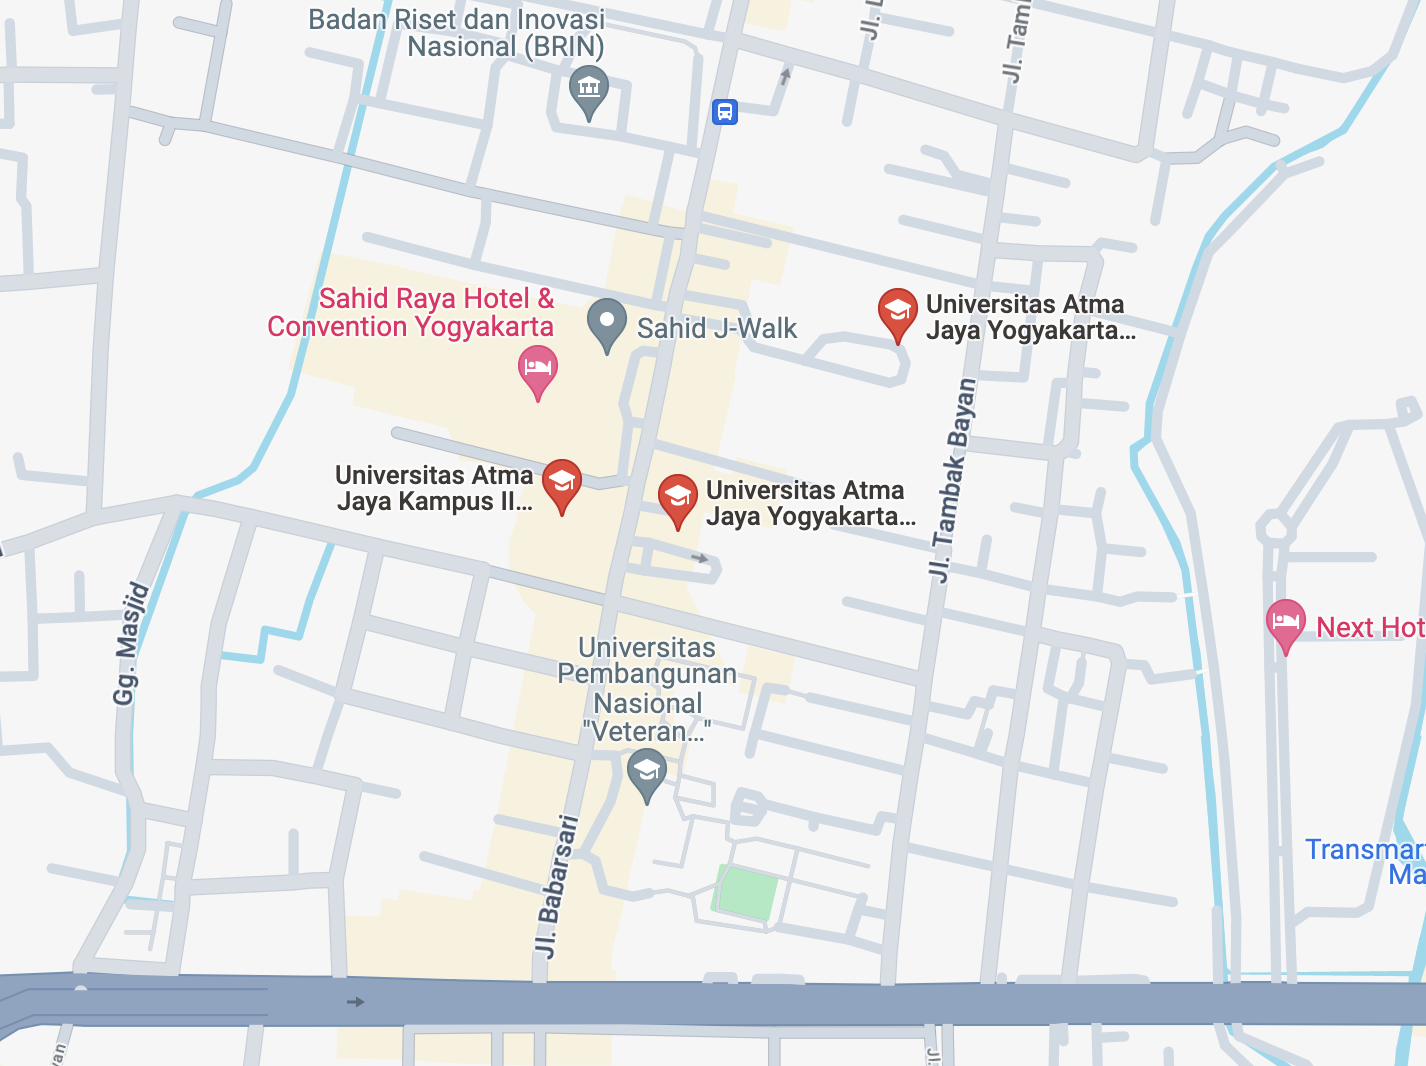 Badan Riset dan Inovasi
Nasional (BRIN)
Jl. Tam
Sahid Raya Hotel &
Convention Yogyakarta
Sahid J-Walk
Universitas Atma
Jaya Yogyakarta...
Universitas Atma
Jaya Kampus II...
Universitas Atma
Jaya Yogyakarta...
Jl. Tambak Bayan
Gg. Masjid
Universitas
Pembangunan
Nasional
"Veteran..."
Next Hot
Jl. Babarsari
Transmar
Ma